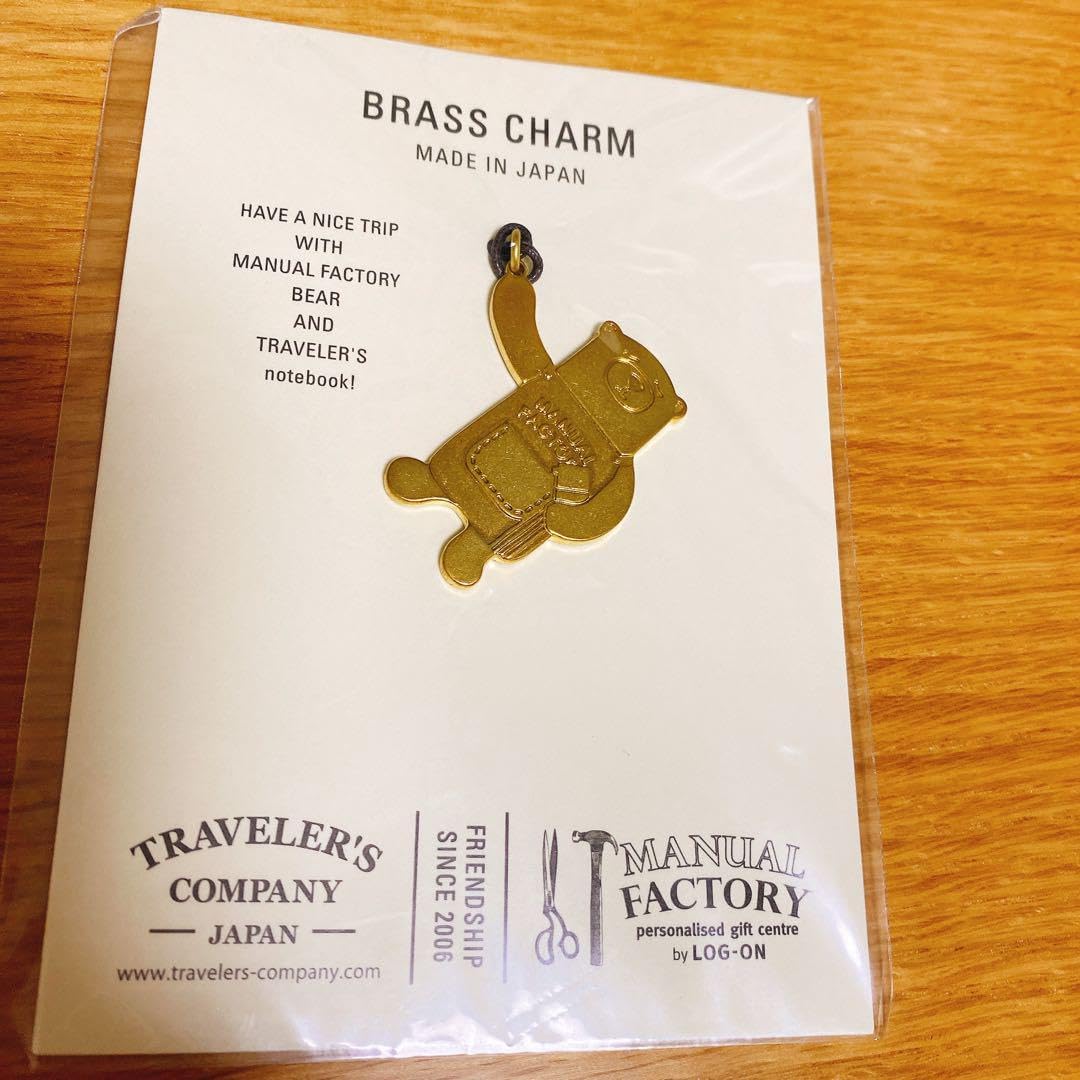 BRASS CHARM
MADE IN JAPAN
HAVE A NICE TRIP
WITH
MANUAL FACTORY
BEAR
AND
TRAVELER'S
notebook!
MANUAL
FACTORY
TRAVELER'S
COMPANY
JAPAN
www.travelers-company.com
FRIENDSHIP
SINCE 2006
MANUAL
FACTORY
personalised gift centre
by LOG-ON